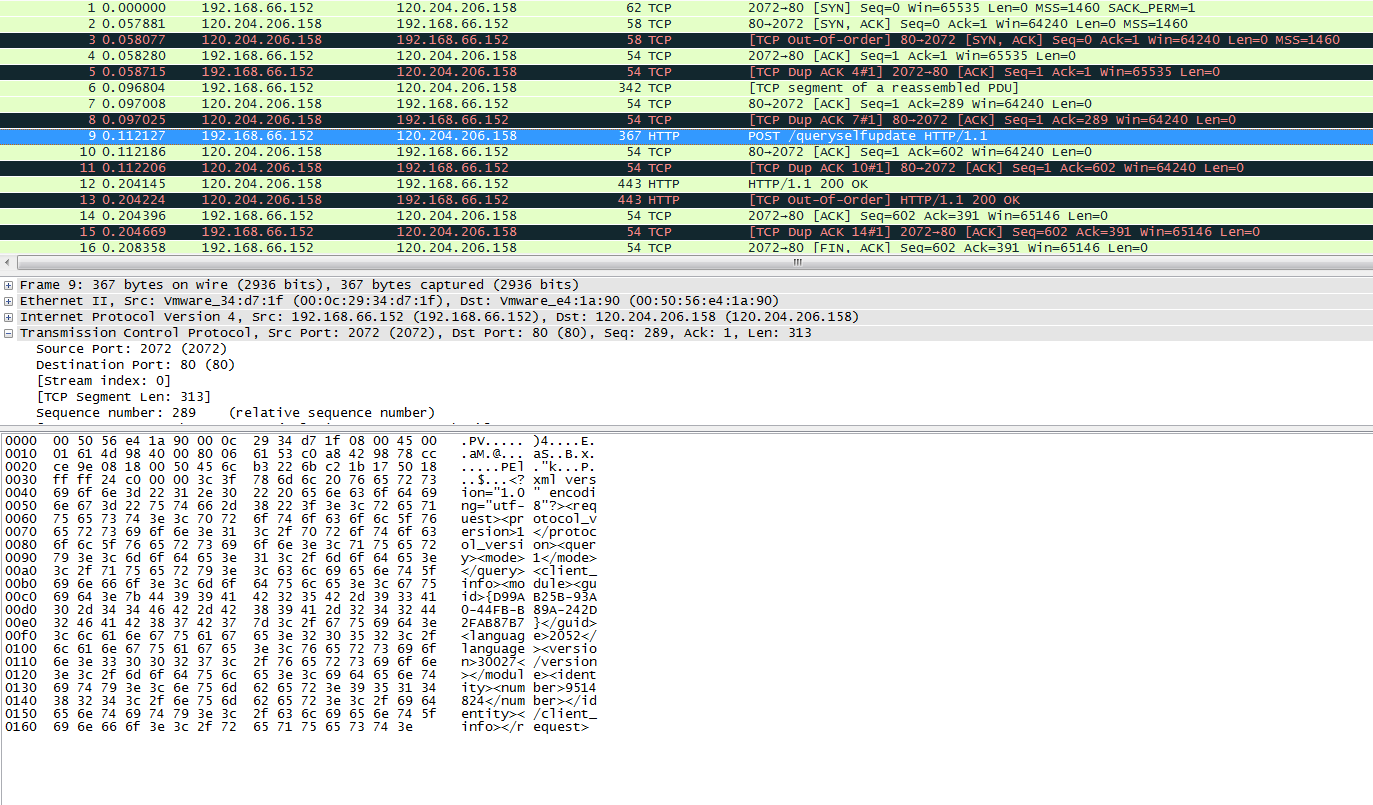 1 0.000000 192.168.66.152 120.204.206.158 62 TCP 2072→80 [SYN] Seq=0 Win=65535 Len=0 MSS=1460 SACK_PERM=1
2 0.057881 120.204.206.158 192.168.66.152 58 TCP 80→2072 [SYN, ACK] Seq=0 Ack=1 Win=64240 Len=0 MSS=1460
3 0.058077 120.204.206.158 192.168.66.152 58 TCP [TCP Out-Of-Order] 80→2072 [SYN, ACK] Seq=0 Ack=1 Win=64240 Len=0 MSS=1460
4 0.058280 192.168.66.152 120.204.206.158 54 TCP 2072→80 [ACK] Seq=1 Ack=1 Win=65535 Len=0
5 0.058715 192.168.66.152 120.204.206.158 54 TCP [TCP Dup ACK 4#1] 2072→80 [ACK] Seq=1 Ack=1 Win=65535 Len=0
6 0.096804 192.168.66.152 120.204.206.158 342 TCP [TCP segment of a reassembled PDU]
7 0.097008 120.204.206.158 192.168.66.152 54 TCP 80→2072 [ACK] Seq=1 Ack=289 Win=64240 Len=0
8 0.097025 120.204.206.158 192.168.66.152 54 TCP [TCP Dup ACK 7#1] 80→2072 [ACK] Seq=1 Ack=289 Win=64240 Len=0
9 0.112127 192.168.66.152 120.204.206.158 367 HTTP POST /queryselfupdate HTTP/1.1
10 0.112186 120.204.206.158 192.168.66.152 54 TCP 80→2072 [ACK] Seq=1 Ack=602 Win=64240 Len=0
11 0.112206 120.204.206.158 192.168.66.152 54 TCP [TCP Dup ACK 10#1] 80→2072 [ACK] Seq=1 Ack=602 Win=64240 Len=0
12 0.204145 120.204.206.158 192.168.66.152 443 HTTP HTTP/1.1 200 OK
13 0.204224 120.204.206.158 192.168.66.152 443 HTTP [TCP Out-Of-Order] HTTP/1.1 200 OK
14 0.204396 192.168.66.152 120.204.206.158 54 TCP 2072→80 [ACK] Seq=602 Ack=391 Win=65146 Len=0
15 0.204669 192.168.66.152 120.204.206.158 54 TCP [TCP Dup ACK 14#1] 2072→80 [ACK] Seq=602 Ack=391 Win=65146 Len=0
16 0.208358 192.168.66.152 120.204.206.158 54 TCP 2072→80 [FIN, ACK] Seq=602 Ack=391 Win=65146 Len=0
Frame 9: 367 bytes on wire (2936 bits), 367 bytes captured (2936 bits)
Ethernet II, Src: Vmware_34:d7:1f (00:0c:29:34:d7:1f), Dst: Vmware_e4:1a:90 (00:50:56:e4:1a:90)
Internet Protocol Version 4, Src: 192.168.66.152 (192.168.66.152), Dst: 120.204.206.158 (120.204.206.158)
Transmission Control Protocol, Src Port: 2072 (2072), Dst Port: 80 (80), Seq: 289, Ack: 1, Len: 313
Source Port: 2072 (2072)
Destination Port: 80 (80)
[Stream index: 0]
[TCP Segment Len: 313]
Sequence number: 289 (relative sequence number)
0000 00 50 56 e4 1a 90 00 0c 29 34 d7 1f 08 00 45 00 .PV..... )4....E.
0010 01 61 4d 98 40 00 80 06 61 53 c0 a8 42 98 78 cc .aM.@... aS..B.x.
0020 ce 9e 08 18 00 50 45 6c b3 22 6b c2 1b 17 50 18 .....PEl ."k...P.
0030 ff ff 24 c0 00 00 3c 3f 78 6d 6c 20 76 65 72 73 ..$...<? xml vers
0040 69 6f 6e 3d 22 31 2e 30 22 20 65 6e 63 6f 64 69 ion="1.0 " encodi
0050 6e 67 3d 22 75 74 66 2d 38 22 3f 3e 3c 72 65 71 ng="utf- 8"?><req
0060 75 65 73 74 3e 3c 70 72 6f 74 6f 63 6f 6c 5f 76 uest><pr otocol_v
0070 65 72 73 69 6f 6e 3e 31 3c 2f 70 72 6f 74 6f 63 ersion>1 </protoc
0080 6f 6c 5f 76 65 72 73 69 6f 6e 3e 3c 71 75 65 72 ol_versi on><quer
0090 79 3e 3c 6d 6f 64 65 3e 31 3c 2f 6d 6f 64 65 3e y><mode> 1</mode>
00a0 3c 2f 71 75 65 72 79 3e 3c 63 6c 69 65 6e 74 5f </query> <client_
00b0 69 6e 66 6f 3e 3c 6d 6f 64 75 6c 65 3e 3c 67 75 info><mo dule><gu
00c0 69 64 3e 7b 44 39 39 41 42 32 35 42 2d 39 33 41 id>{D99A B25B-93A
00d0 30 2d 34 34 46 42 2d 42 38 39 41 2d 32 34 32 44 0-44FB-B 89A-242D
00e0 32 46 41 42 38 37 42 37 7d 3c 2f 67 75 69 64 3e 2FAB87B7 }</guid>
00f0 3c 6c 61 6e 67 75 61 67 65 3e 32 30 35 32 3c 2f <languag e>2052</
0100 6c 61 6e 67 75 61 67 65 3e 3c 76 65 72 73 69 6f language ><versio
0110 6e 3e 33 30 30 32 37 3c 2f 76 65 72 73 69 6f 6e n>30027< /version
0120 3e 3c 2f 6d 6f 64 75 6c 65 3e 3c 69 64 65 6e 74 ></modul e><ident
0130 69 74 79 3e 3c 6e 75 6d 62 65 72 3e 39 35 31 34 ity><num ber>9514
0140 38 32 34 3c 2f 6e 75 6d 62 65 72 3e 3c 2f 69 64 824</num ber></id
0150 65 6e 74 69 74 79 3e 3c 2f 63 6c 69 65 6e 74 5f entity>< /client_
0160 69 6e 66 6f 3e 3c 2f 72 65 71 75 65 73 74 3e info></r equest>